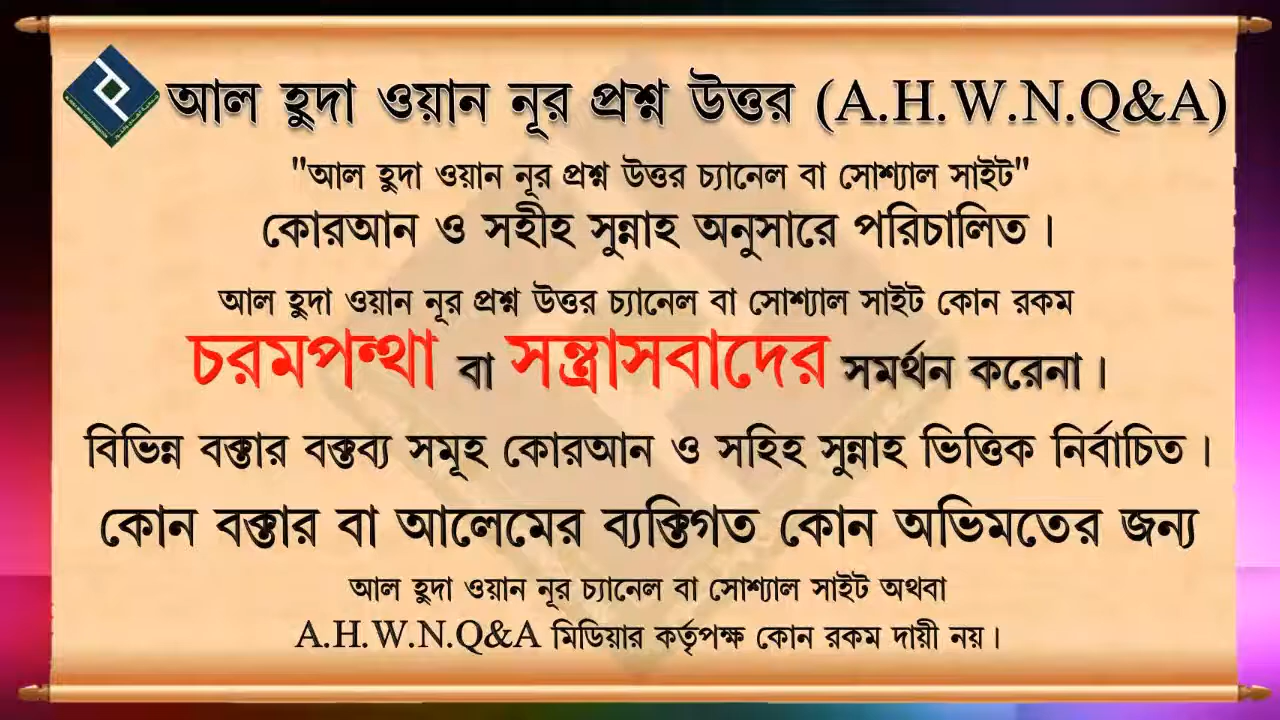 আল হুদা ওয়ান নূর প্রশ্ন উত্তর (A.H.W.N.Q&A)
"আল হুদা ওয়ান নূর প্রশ্ন উত্তর চ্যানেল বা সোশ্যাল সাইট"
কোরআন ও সহীহ সুন্নাহ অনুসারে পরিচালিত।
আল হুদা ওয়ান নূর প্রশ্ন উত্তর চ্যানেল বা সোশ্যাল সাইট কোন রকম
চরমপন্থা বা সন্ত্রাসবাদের সমর্থন করেনা।
বিভিন্ন বক্তার বক্তব্য সমূহ কোরআন ও সহিহ সুন্নাহ ভিত্তিক নির্বাচিত।
কোন বক্তার বা আলেমের ব্যক্তিগত কোন অভিমতের জন্য
আল হুদা ওয়ান নূর চ্যানেল বা সোশ্যাল সাইট অথবা
A.H.W.N.Q&A মিডিয়ার কর্তৃপক্ষ কোন রকম দায়ী নয়।